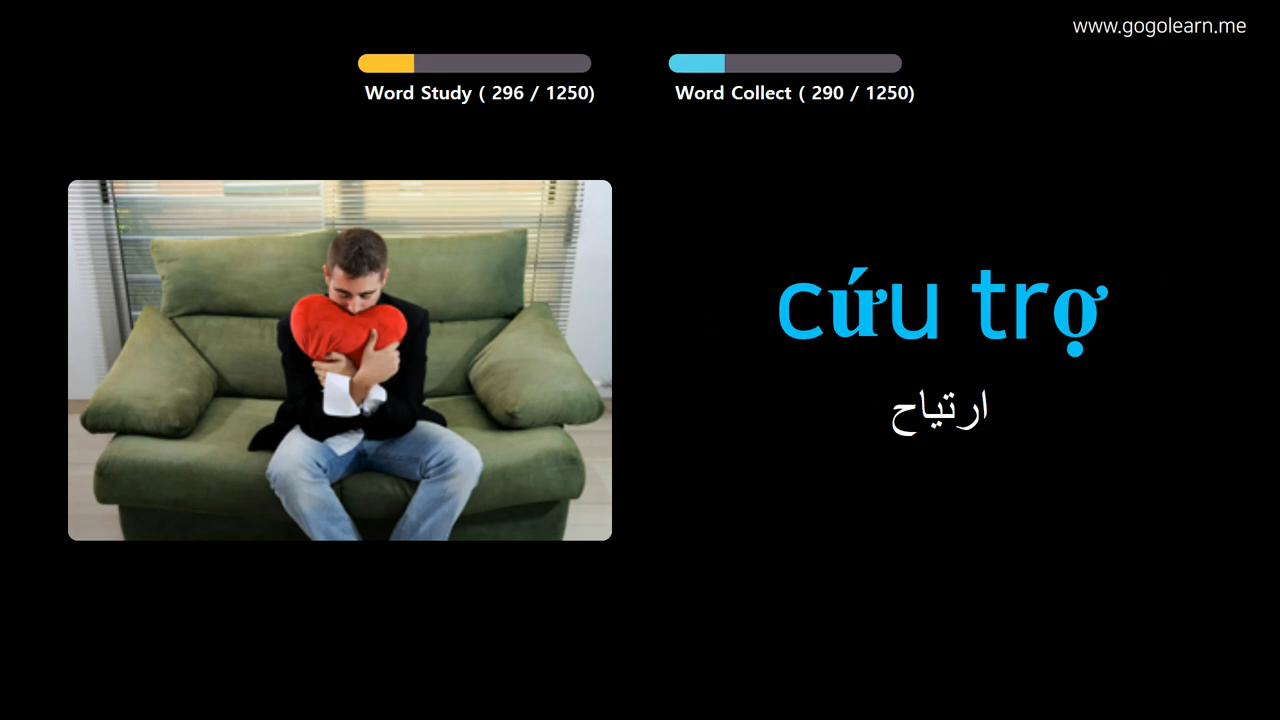 www.gogolearn.me
Word Study ( 296 / 1250)
Word Collect ( 290 / 1250)
cứu trợ
ارتياح